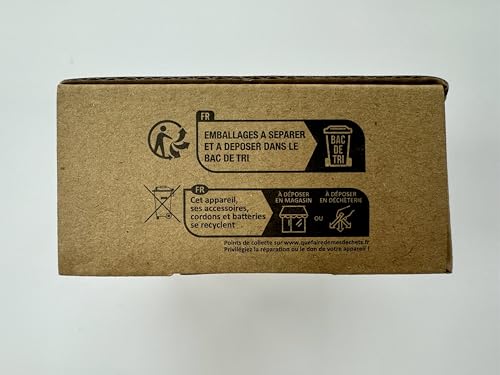 FR
EMBALLAGES A SEPARER
ET A DEPOSER DANS LE
BAC DE TRI
BAC
DE
TRI
FR
Cet appareil,
ses accessoires,
cordons et batteries
se recyclent
À DÉPOSER
EN MAGASIN
OU
À DÉPOSER
EN DÉCHÈTERIE
Points de collecte sur www.quefairedemesdechets.fr
Privilégiez la réparation ou le don de votre appareil !